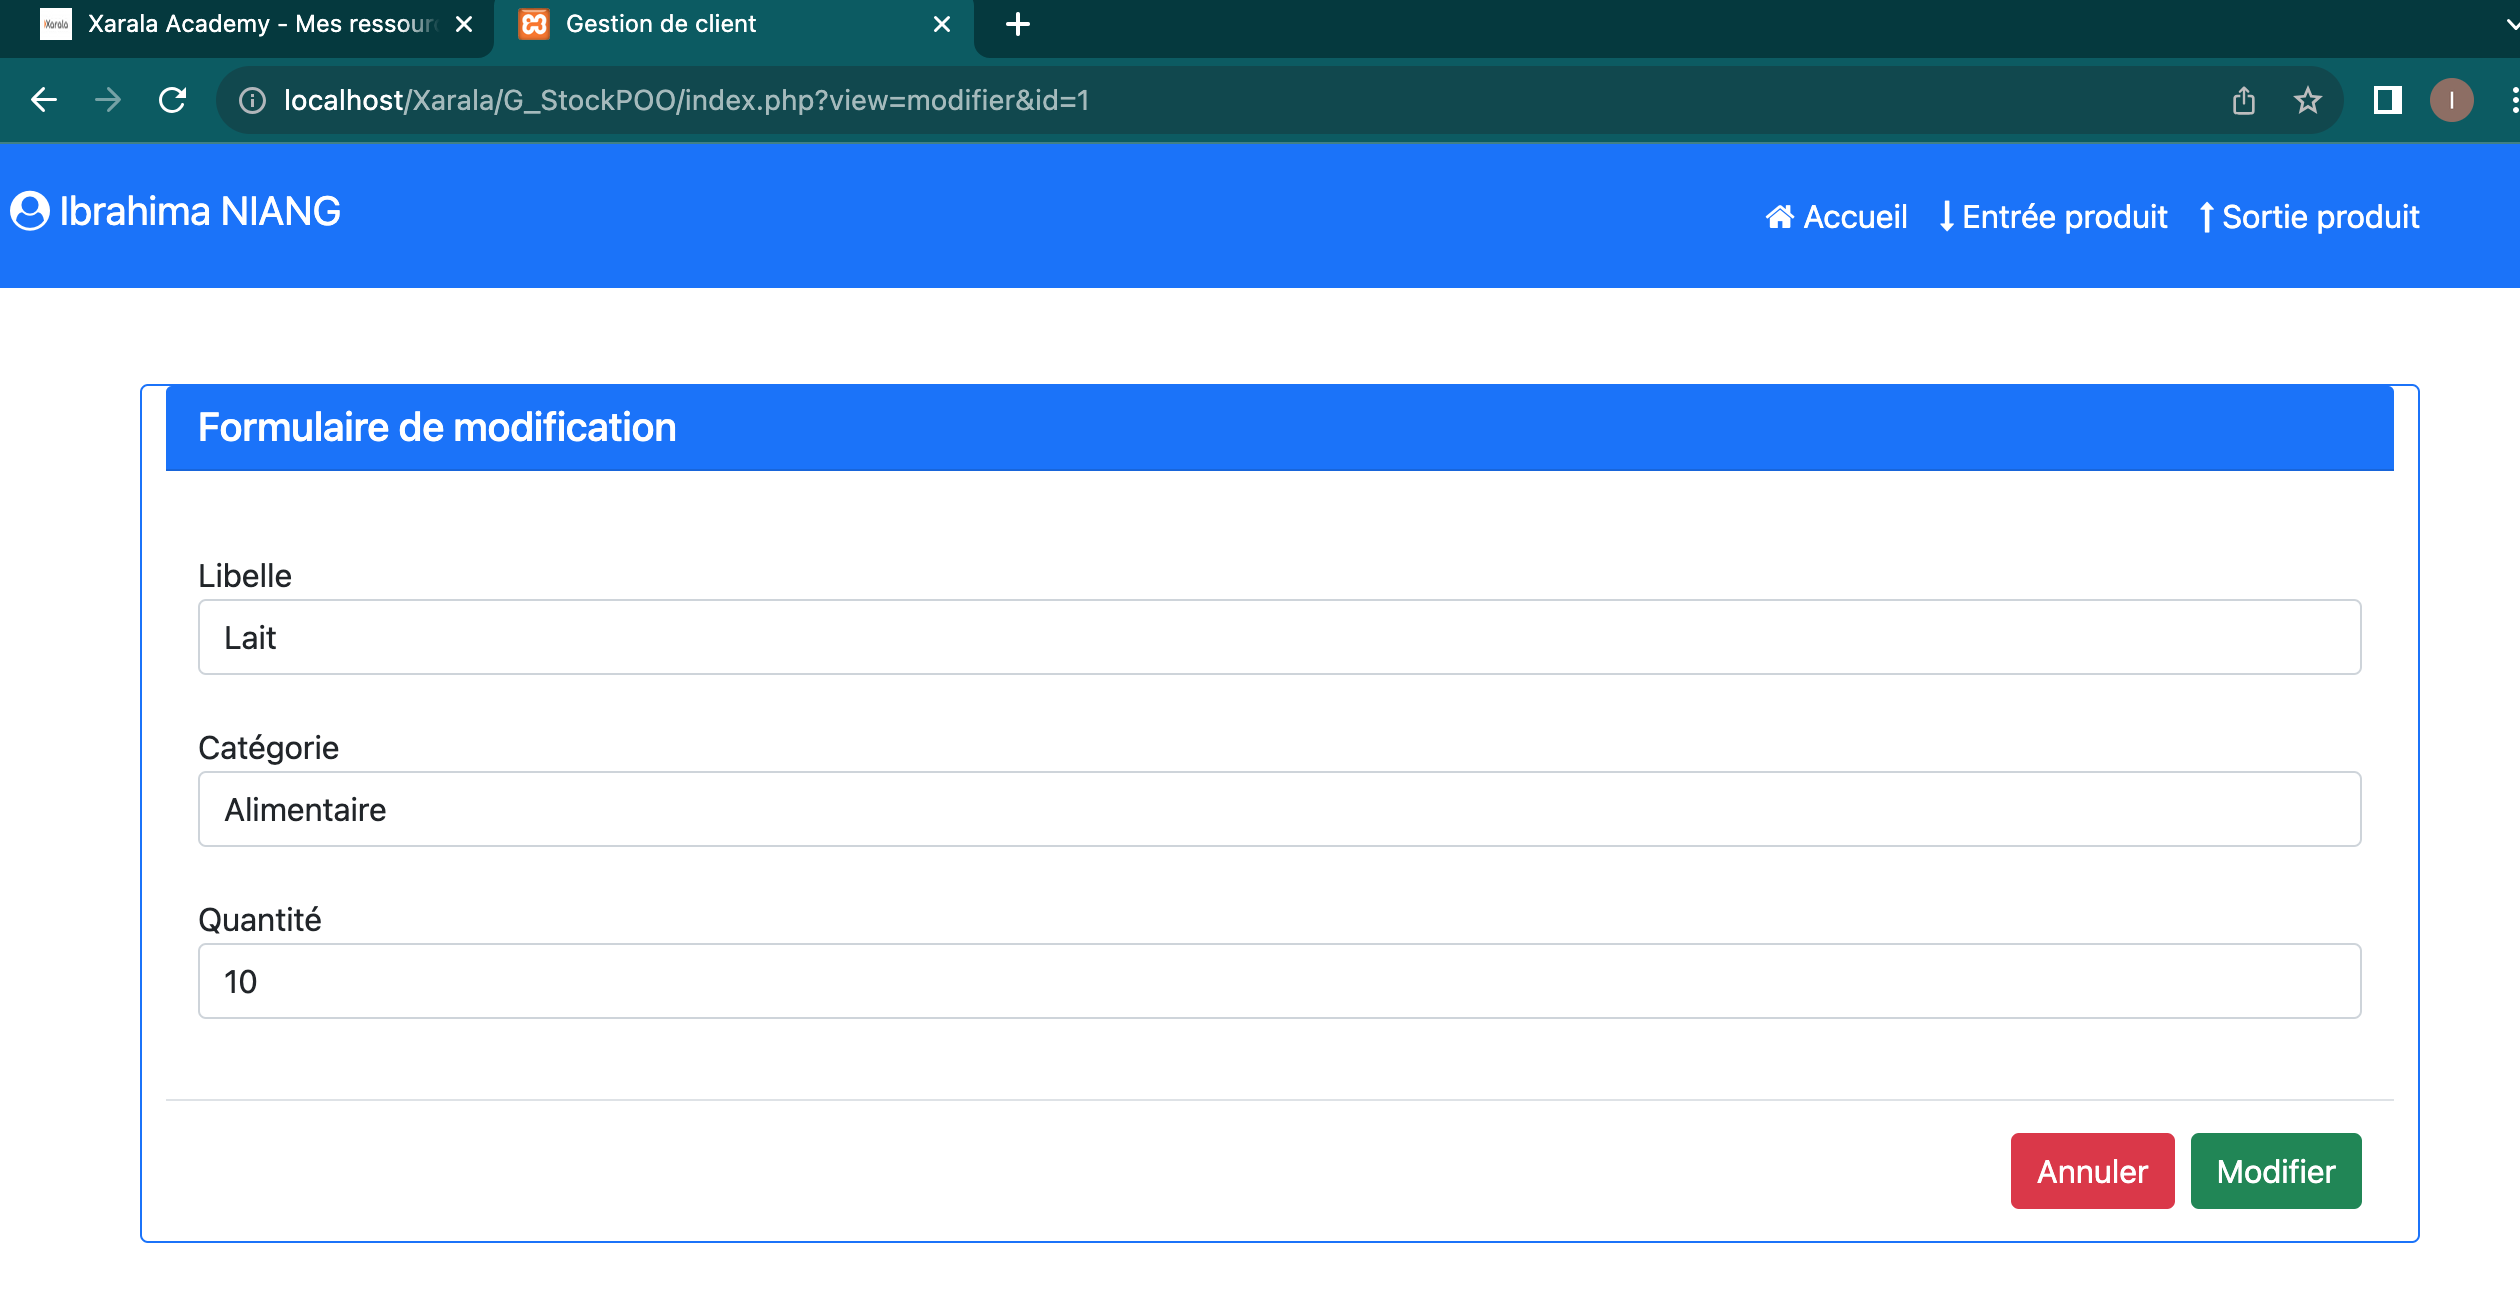 Xarala Xarala Academy - Mes ressour
Gestion de client
localhost/Xarala/G_StockPOO/index.php?view=modifier&id=1
I
Ibrahima NIANG
Accueil Entrée produit Sortie produit
Formulaire de modification
Libelle
Lait
Catégorie
Alimentaire
Quantité
10
Annuler Modifier